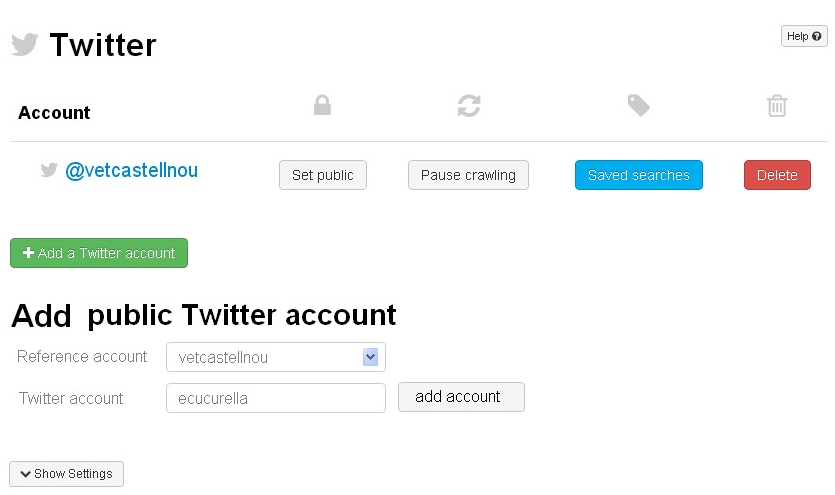 Twitter
Help
Account
@vetcastellnou
Set public
Pause crawling
Saved searches
Delete
Add a Twitter account
Add public Twitter account
Reference account
vetcastellnou
Twitter account
ecucurella
add account
Show Settings